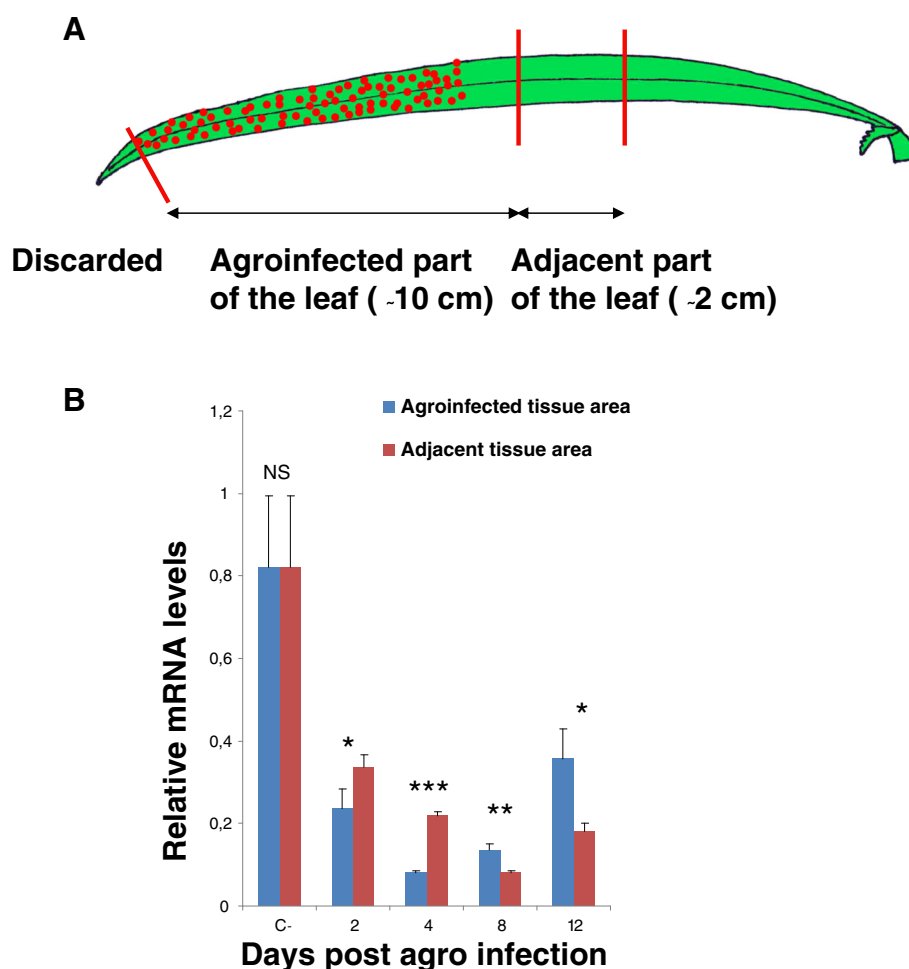 A
Discarded
Agroinfected part
of the leaf ( ~10 cm)
Adjacent part
of the leaf ( ~2 cm)
B
Agroinfected tissue area
Adjacent tissue area
Relative mRNA levels
1,2
1
0,8
0,6
0,4
0,2
0
NS
*
***
**
*
C- 2 4 8 12
Days post agro infection